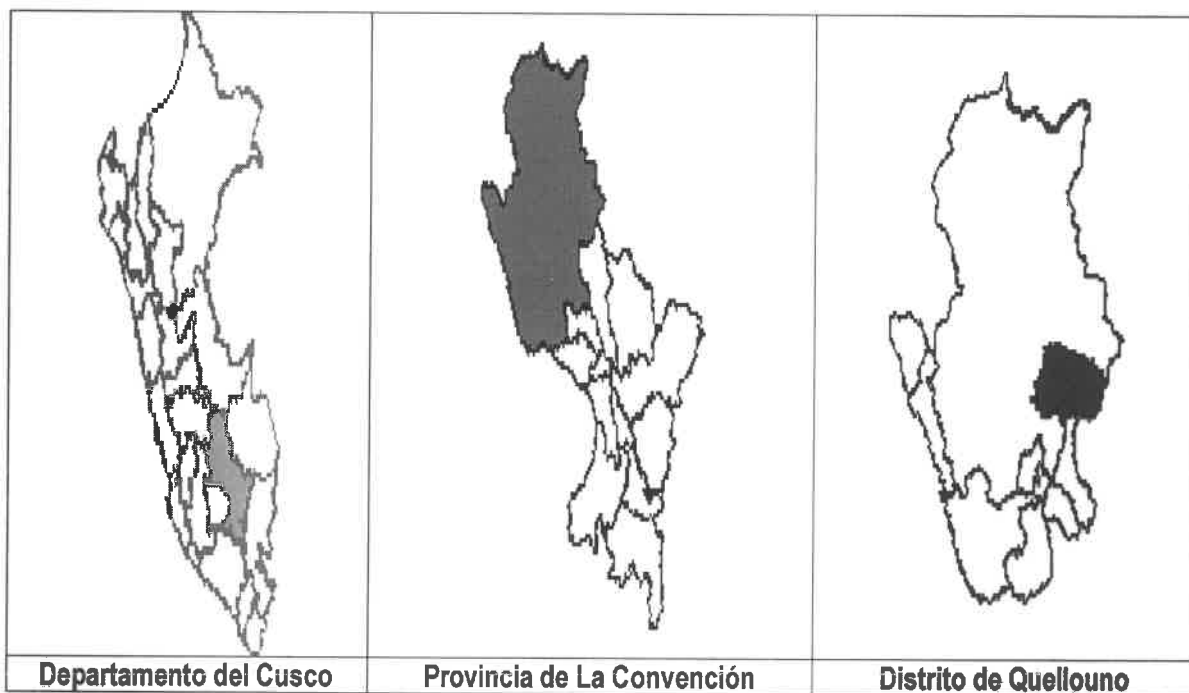 Departamento del Cusco
Provincia de La Convención
Distrito de Quellouno